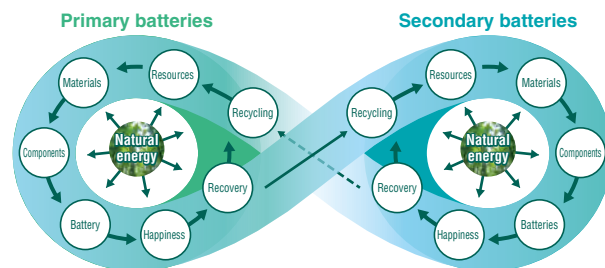 Primary batteries
Secondary batteries
Resources
Materials
Recycling
Components
Natural
energy
Recovery
Battery
Happiness
Resources
Materials
Recycling
Components
Natural
energy
Recovery
Batteries
Happiness